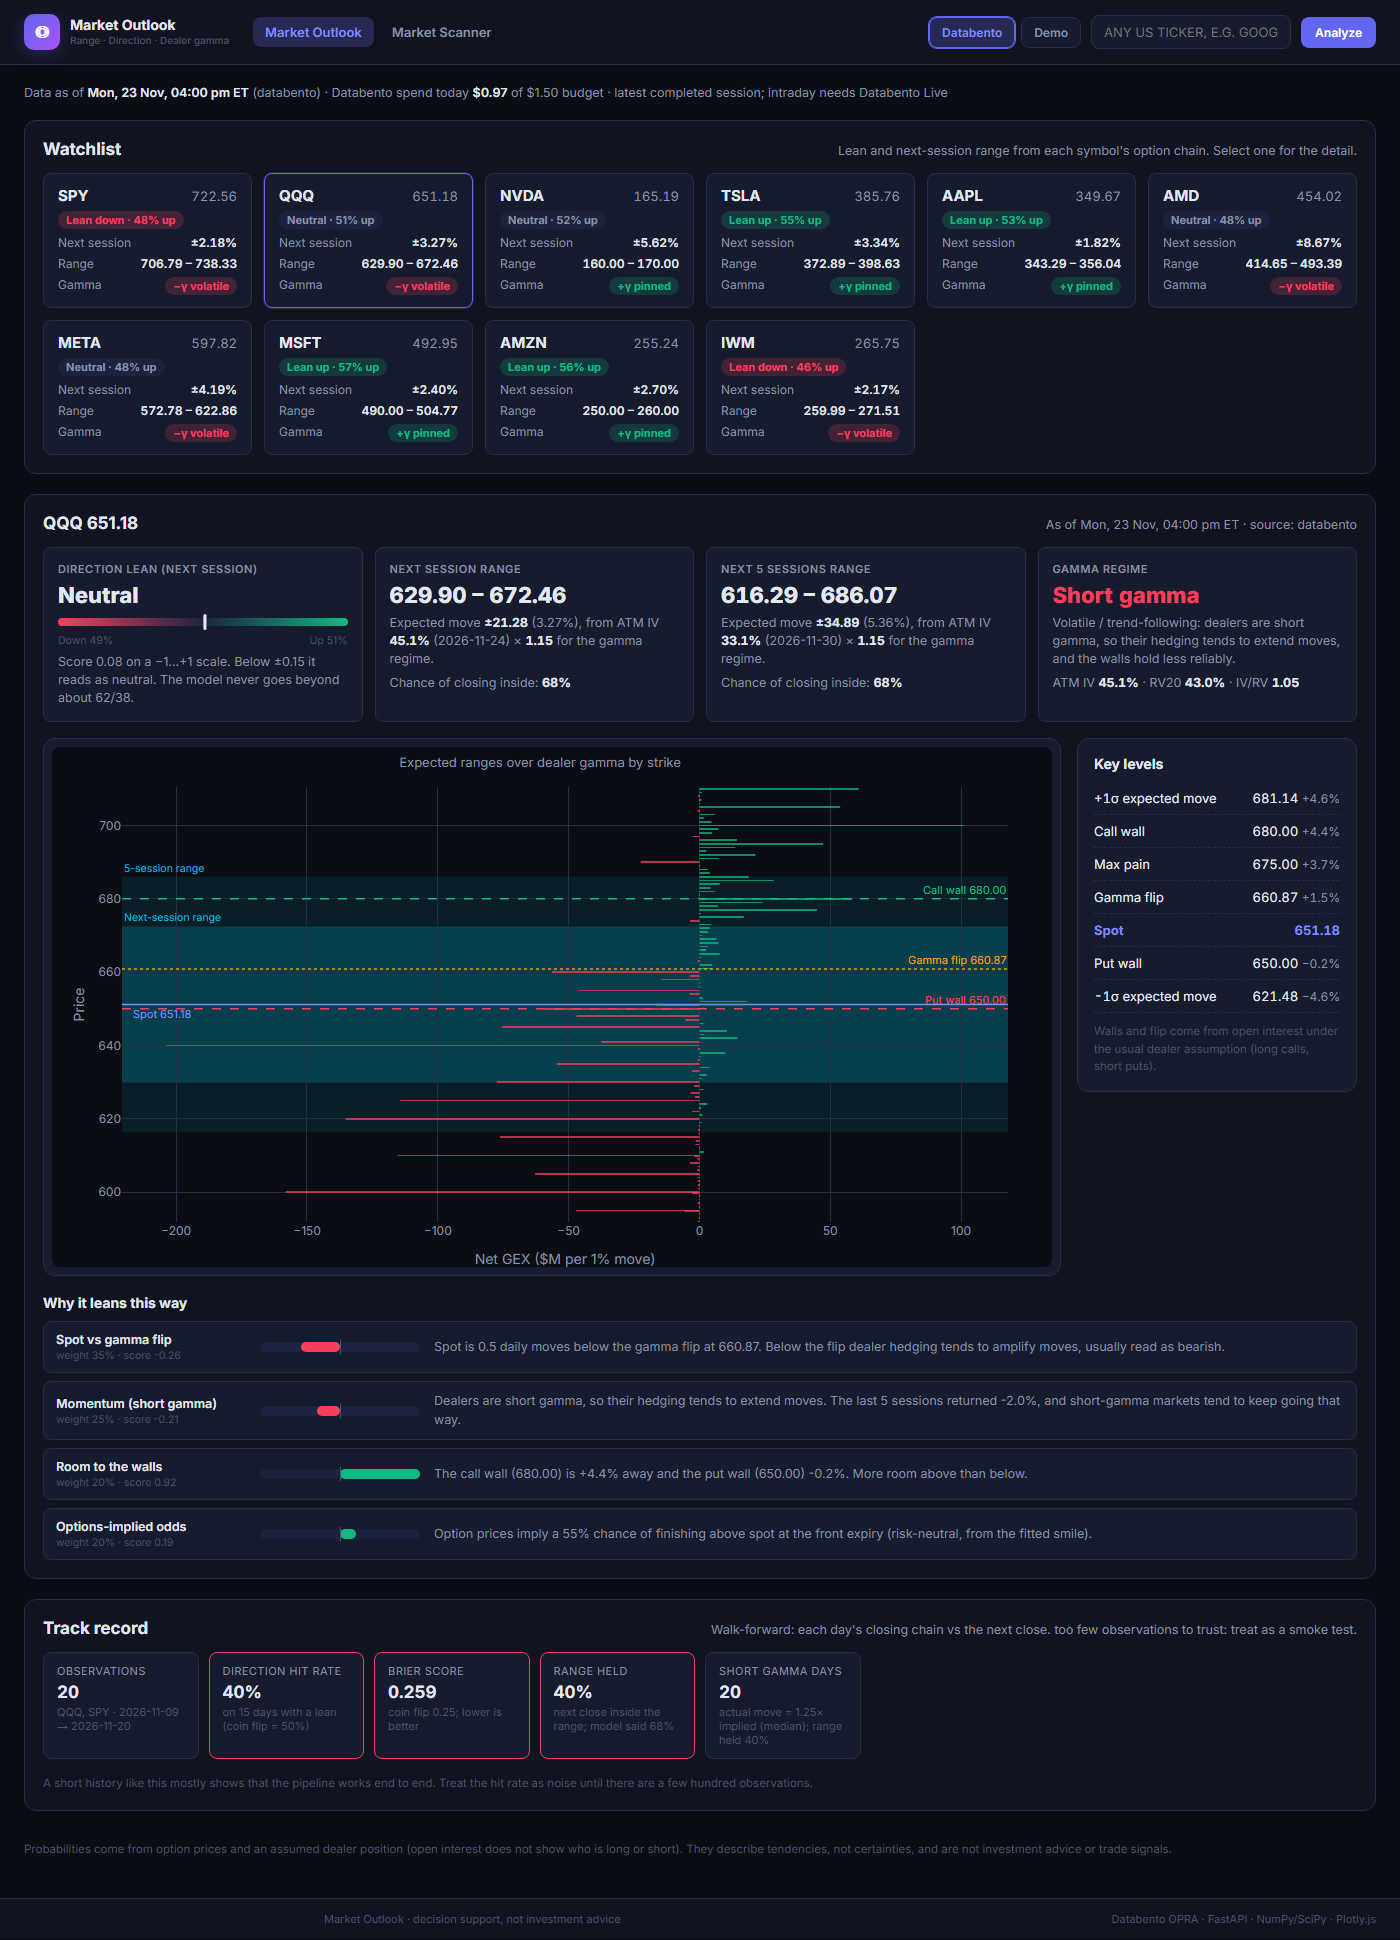 Market Outlook
Range · Direction · Dealer gamma
Market Outlook
Market Scanner
Databento
Demo
ANY US TICKER, E.G. GOOG
Analyze
Data as of Mon, 23 Nov, 04:00 pm ET (databento) · Databento spend today $0.97 of $1.50 budget · latest completed session; intraday needs Databento Live
Watchlist
Lean and next-session range from each symbol's option chain. Select one for the detail.
SPY 722.56
Lean down · 48% up
Next session ±2.18%
Range 706.79 – 738.33
Gamma −γ volatile
QQQ 651.18
Neutral · 51% up
Next session ±3.27%
Range 629.90 – 672.46
Gamma −γ volatile
NVDA 165.19
Neutral · 52% up
Next session ±5.62%
Range 160.00 – 170.00
Gamma +γ pinned
TSLA 385.76
Lean up · 55% up
Next session ±3.34%
Range 372.89 – 398.63
Gamma +γ pinned
AAPL 349.67
Lean up · 53% up
Next session ±1.82%
Range 343.29 – 356.04
Gamma +γ pinned
AMD 454.02
Neutral · 48% up
Next session ±8.67%
Range 414.65 – 493.39
Gamma −γ volatile
META 597.82
Neutral · 48% up
Next session ±4.19%
Range 572.78 – 622.86
Gamma −γ volatile
MSFT 492.95
Lean up · 57% up
Next session ±2.40%
Range 490.00 – 504.77
Gamma +γ pinned
AMZN 255.24
Lean up · 56% up
Next session ±2.70%
Range 250.00 – 260.00
Gamma +γ pinned
IWM 265.75
Lean down · 46% up
Next session ±2.17%
Range 259.99 – 271.51
Gamma −γ volatile
QQQ 651.18
As of Mon, 23 Nov, 04:00 pm ET · source: databento
DIRECTION LEAN (NEXT SESSION)
Neutral
Down 49% Up 51%
Score 0.08 on a −1…+1 scale. Below ±0.15 it
reads as neutral. The model never goes beyond
about 62/38.
NEXT SESSION RANGE
629.90 – 672.46
Expected move ±21.28 (3.27%), from ATM IV
45.1% (2026-11-24) × 1.15 for the gamma
regime.
Chance of closing inside: 68%
NEXT 5 SESSIONS RANGE
616.29 – 686.07
Expected move ±34.89 (5.36%), from ATM IV
33.1% (2026-11-30) × 1.15 for the gamma
regime.
Chance of closing inside: 68%
GAMMA REGIME
Short gamma
Volatile / trend-following: dealers are short
gamma, so their hedging tends to extend moves,
and the walls hold less reliably.
ATM IV 45.1% · RV20 43.0% · IV/RV 1.05
Expected ranges over dealer gamma by strike
700
5-session range
Call wall 680.00
680
Next-session range
Gamma flip 660.87
660
Put wall 650.00
Spot 651.18
640
620
600
Price
−200 −150 −100 −50 0 50 100
Net GEX ($M per 1% move)
Key levels
+1σ expected move 681.14 +4.6%
Call wall 680.00 +4.4%
Max pain 675.00 +3.7%
Gamma flip 660.87 +1.5%
Spot 651.18
Put wall 650.00 −0.2%
-1σ expected move 621.48 −4.6%
Walls and flip come from open interest under
the usual dealer assumption (long calls,
short puts).
Why it leans this way
Spot vs gamma flip
weight 35% · score -0.26
Spot is 0.5 daily moves below the gamma flip at 660.87. Below the flip dealer hedging tends to amplify moves, usually read as bearish.
Momentum (short gamma)
weight 25% · score -0.21
Dealers are short gamma, so their hedging tends to extend moves. The last 5 sessions returned -2.0%, and short-gamma markets tend to keep going that
way.
Room to the walls
weight 20% · score 0.92
The call wall (680.00) is +4.4% away and the put wall (650.00) -0.2%. More room above than below.
Options-implied odds
weight 20% · score 0.19
Option prices imply a 55% chance of finishing above spot at the front expiry (risk-neutral, from the fitted smile).
Track record
Walk-forward: each day's closing chain vs the next close. too few observations to trust: treat as a smoke test.
OBSERVATIONS
20
QQQ, SPY · 2026-11-09
→ 2026-11-20
DIRECTION HIT RATE
40%
on 15 days with a lean
(coin flip = 50%)
BRIER SCORE
0.259
coin flip 0.25; lower is
better
RANGE HELD
40%
next close inside the
range; model said 68%
SHORT GAMMA DAYS
20
actual move = 1.25×
implied (median); range
held 40%
A short history like this mostly shows that the pipeline works end to end. Treat the hit rate as noise until there are a few hundred observations.
Probabilities come from option prices and an assumed dealer position (open interest does not show who is long or short). They describe tendencies, not certainties, and are not investment advice or trade signals.
Market Outlook · decision support, not investment advice
Databento OPRA · FastAPI · NumPy/SciPy · Plotly.js